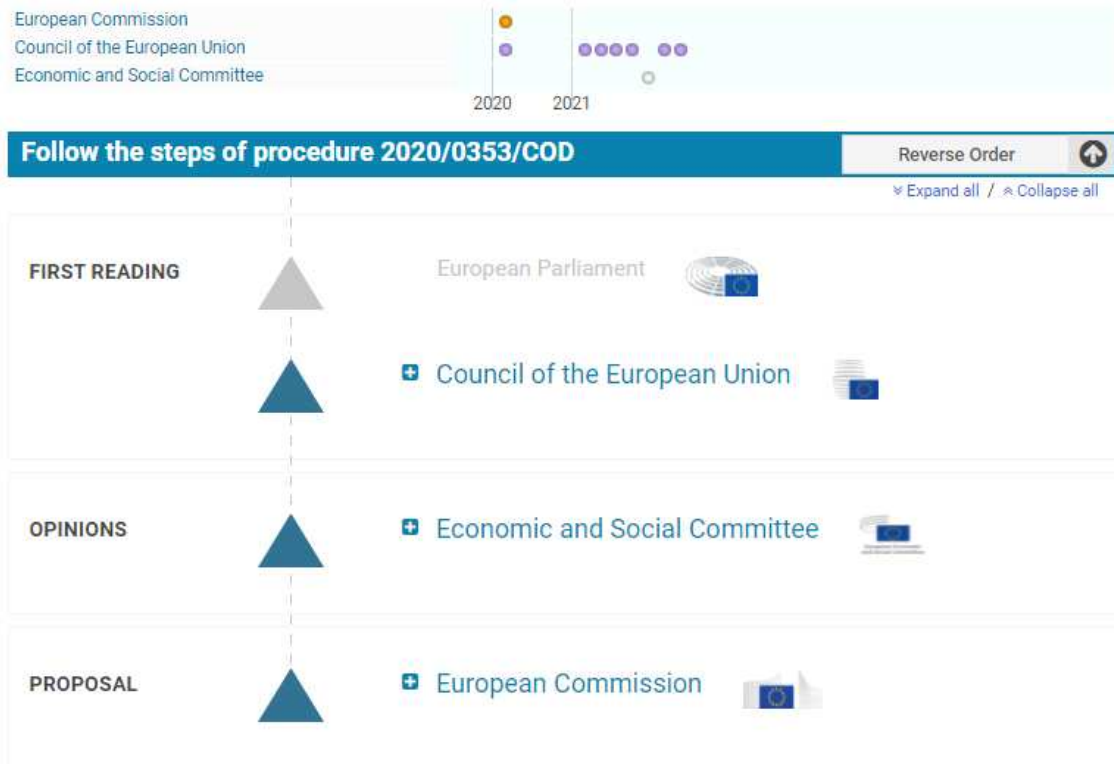 European Commission
Council of the European Union
Economic and Social Committee
2020 2021
Follow the steps of procedure 2020/0353/COD
Reverse Order
Expand all / Collapse all
FIRST READING
European Parliament
Council of the European Union
OPINIONS
Economic and Social Committee
PROPOSAL
European Commission